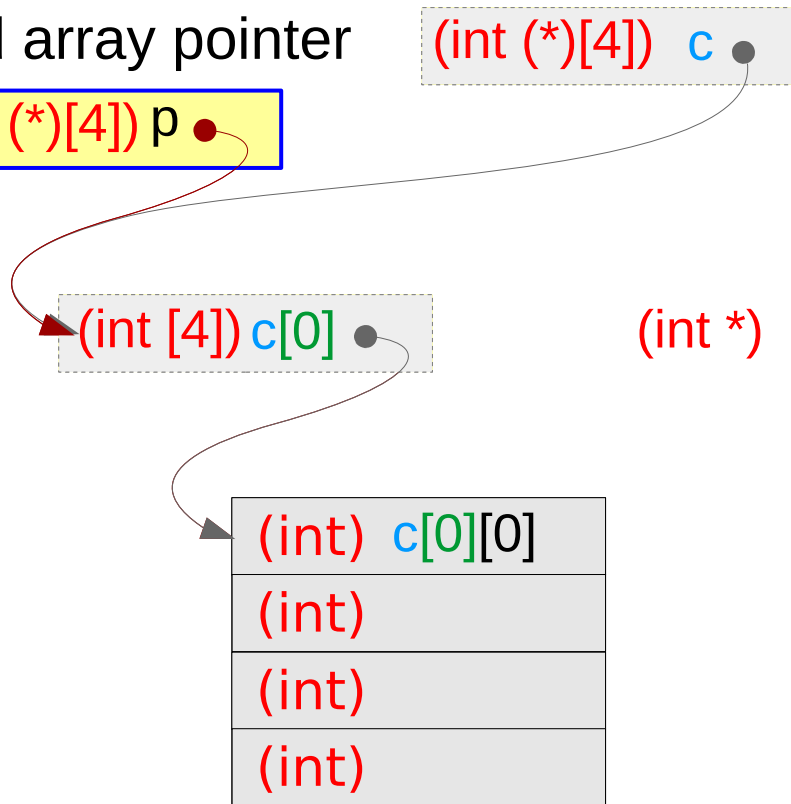 array pointer
(int (*)[4]) c
(*)[4]) p
(int [4]) c[0]
(int *)
(int) c[0][0]
(int)
(int)
(int)